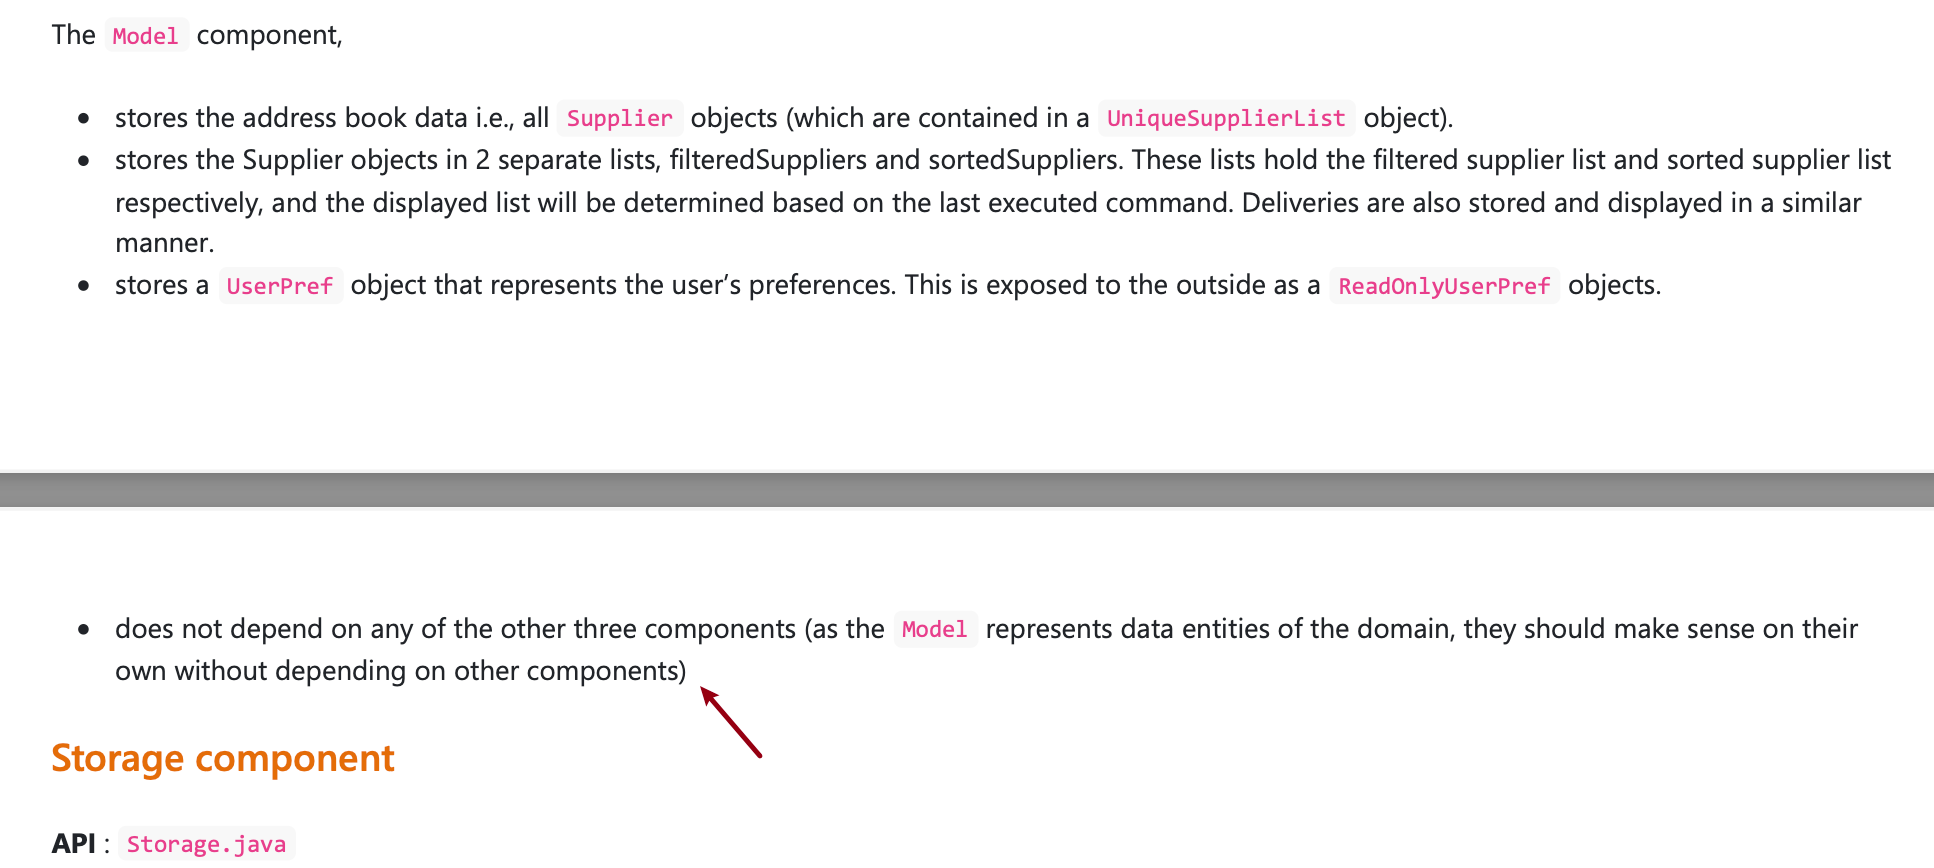 The Model component,
stores the address book data i.e., all Supplier objects (which are contained in a UniqueSupplierList object).
stores the Supplier objects in 2 separate lists, filteredSuppliers and sortedSuppliers. These lists hold the filtered supplier list and sorted supplier list
respectively, and the displayed list will be determined based on the last executed command. Deliveries are also stored and displayed in a similar
manner.
stores a UserPref object that represents the user’s preferences. This is exposed to the outside as a ReadOnlyUserPref objects.
does not depend on any of the other three components (as the Model represents data entities of the domain, they should make sense on their
own without depending on other components)
Storage component
API : Storage.java